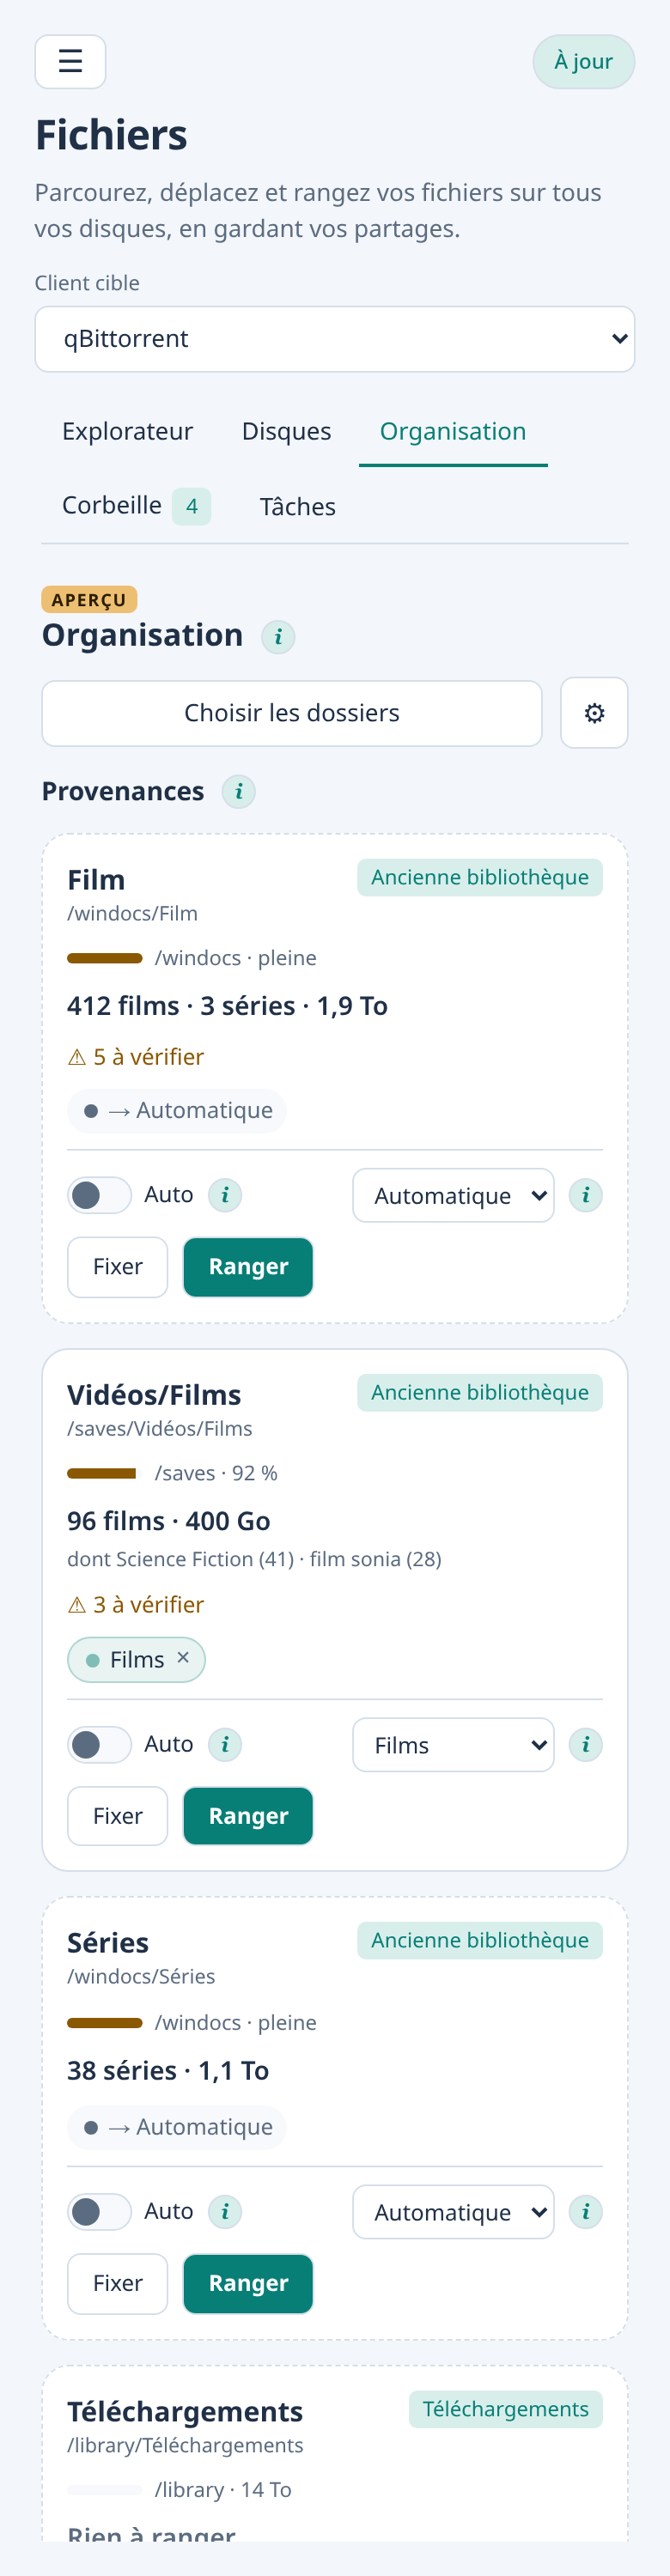 ☰
À jour
Fichiers
Parcourez, déplacez et rangez vos fichiers sur tous
vos disques, en gardant vos partages.
Client cible
qBittorrent
Explorateur Disques Organisation
Corbeille 4 Tâches
APERÇU
Organisation i
Choisir les dossiers ⚙
Provenances i
Film Ancienne bibliothèque
/windocs/Film
/windocs · pleine
412 films · 3 séries · 1,9 To
⚠ 5 à vérifier
→ Automatique
Auto i Automatique i
Fixer Ranger
Vidéos/Films Ancienne bibliothèque
/saves/Vidéos/Films
/saves · 92 %
96 films · 400 Go
dont Science Fiction (41) · film sonia (28)
⚠ 3 à vérifier
Films ×
Auto i Films i
Fixer Ranger
Séries Ancienne bibliothèque
/windocs/Séries
/windocs · pleine
38 séries · 1,1 To
→ Automatique
Auto i Automatique i
Fixer Ranger
Téléchargements Téléchargements
/library/Téléchargements
/library · 14 To
Rien à ranger